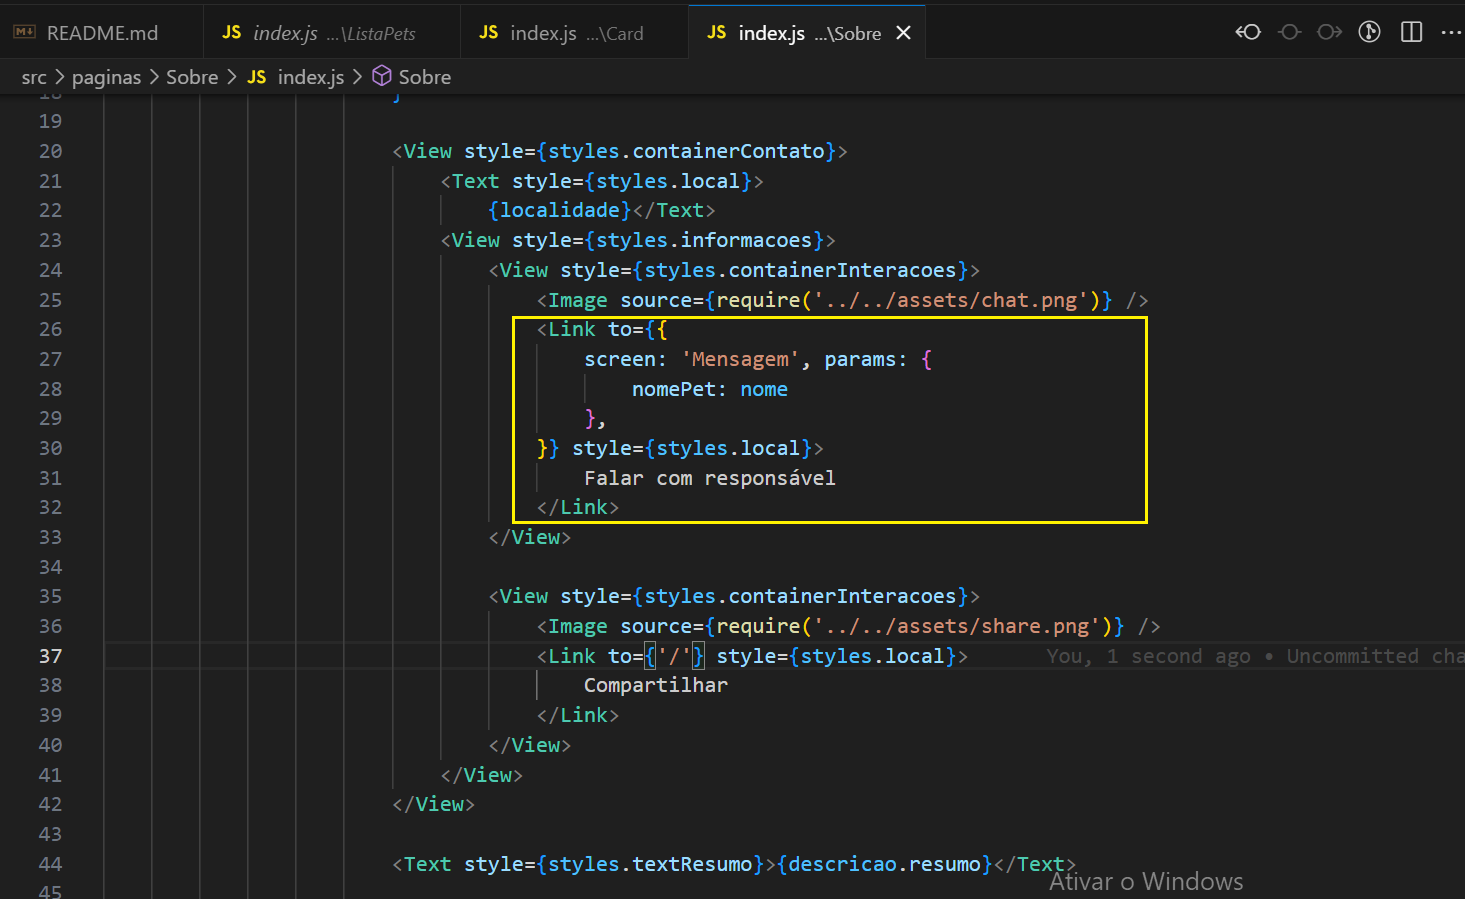 README.md
JS index.js ...\ListaPets
JS index.js ...\Card
JS index.js ...\Sobre
src > paginas > Sobre > JS index.js > Sobre
18 }
19
20 <View style={styles.containerContato}>
21 <Text style={styles.local}>
22 {localidade}</Text>
23 <View style={styles.informacoes}>
24 <View style={styles.containerInteracoes}>
25 <Image source={require('../../assets/chat.png')} />
26 <Link to={{
27 screen: 'Mensagem', params: {
28 nomePet: nome
29 },
30 }} style={styles.local}>
31 Falar com responsável
32 </Link>
33 </View>
34
35 <View style={styles.containerInteracoes}>
36 <Image source={require('../../assets/share.png')} />
37 <Link to={'/'} style={styles.local}> You, 1 second ago • Uncommitted cha
38 Compartilhar
39 </Link>
40 </View>
41 </View>
42 </View>
43
44 <Text style={styles.textResumo}>{descricao.resumo}</Text>
Ativar o Windows
45